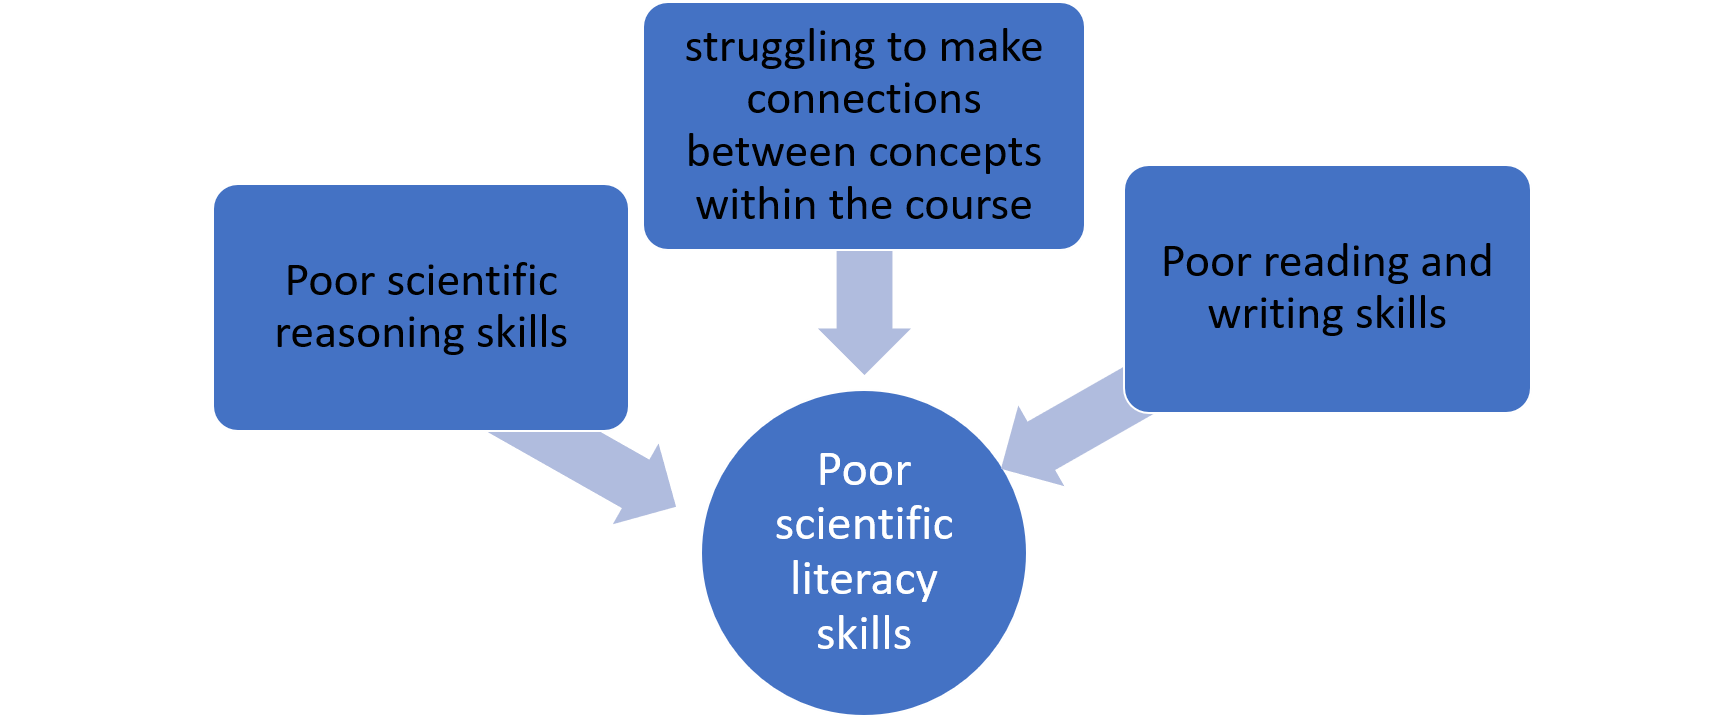 struggling to make
connections
between concepts
within the course
Poor scientific
reasoning skills
Poor reading and
writing skills
Poor
scientific
literacy
skills